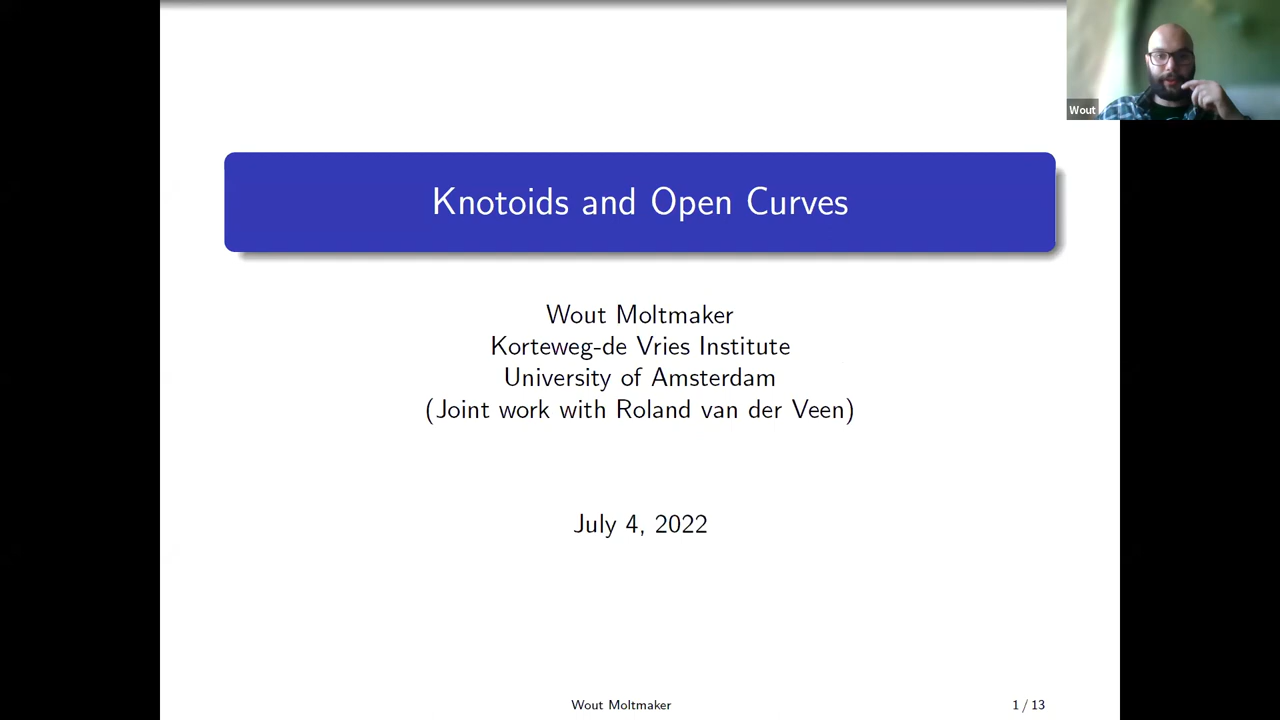 Wout
Knotoids and Open Curves
Wout Moltmaker
Korteweg-de Vries Institute
University of Amsterdam
(Joint work with Roland van der Veen)
July 4, 2022
Wout Moltmaker
1 / 13